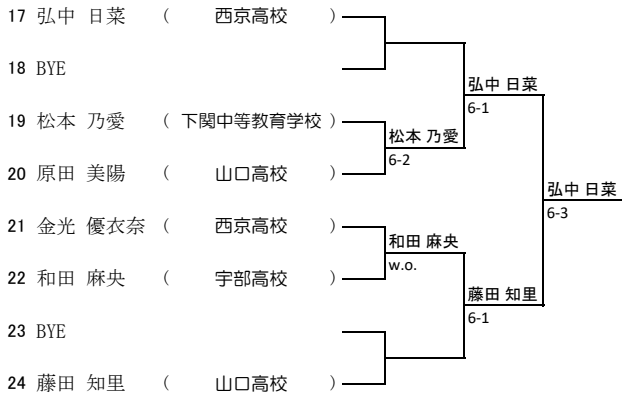 17 弘中 日菜 ( 西京高校 )
18 BYE
弘中 日菜
6-1
19 松本 乃愛 ( 下関中等教育学校 )
松本 乃愛
6-2
20 原田 美陽 ( 山口高校 )
弘中 日菜
6-3
21 金光 優衣奈 ( 西京高校 )
和田 麻央
w.o.
22 和田 麻央 ( 宇部高校 )
藤田 知里
6-1
23 BYE
24 藤田 知里 ( 山口高校 )